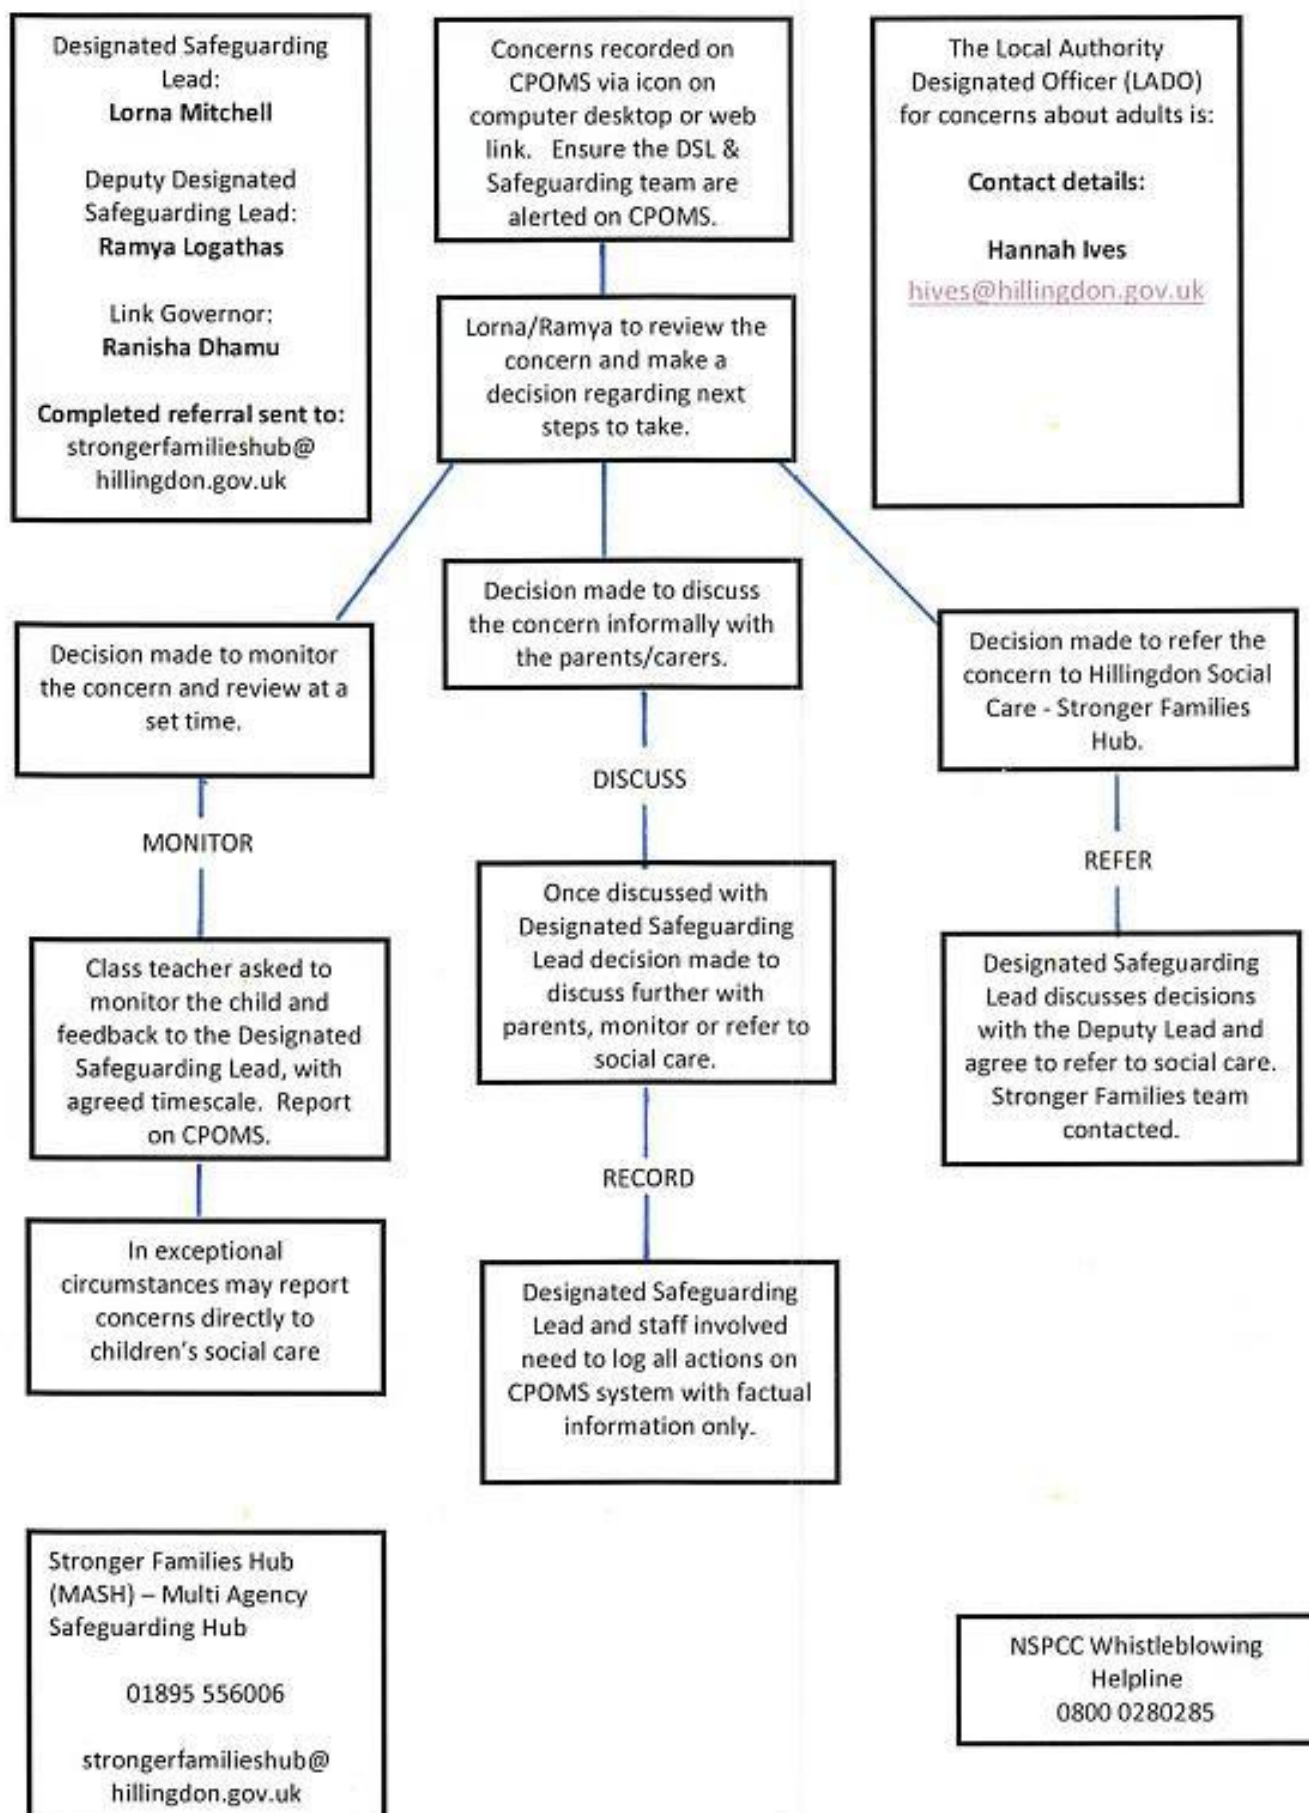 Designated Safeguarding
Lead:
Lorna Mitchell
Deputy Designated
Safeguarding Lead:
Ramya Logathas
Link Governor:
Ranisha Dhamu
Completed referral sent to:
strongerfamilieshub@
hillingdon.gov.uk
Concerns recorded on
CPOMS via icon on
computer desktop or web
link. Ensure the DSL &
Safeguarding team are
alerted on CPOMS.
The Local Authority
Designated Officer (LADO)
for concerns about adults is:
Contact details:
Hannah Ives
hives@hillingdon.gov.uk
Lorna/Ramya to review the
concern and make a
decision regarding next
steps to take.
Decision made to monitor
the concern and review at a
set time.
MONITOR
Class teacher asked to
monitor the child and
feedback to the Designated
Safeguarding Lead, with
agreed timescale. Report
on CPOMS.
In exceptional
circumstances may report
concerns directly to
children's social care
Decision made to discuss
the concern informally with
the parents/carers.
DISCUSS
Once discussed with
Designated Safeguarding
Lead decision made to
discuss further with
parents, monitor or refer to
social care.
RECORD
Designated Safeguarding
Lead and staff involved
need to log all actions on
CPOMS system with factual
information only.
Decision made to refer the
concern to Hillingdon Social
Care - Stronger Families
Hub.
REFER
Designated Safeguarding
Lead discusses decisions
with the Deputy Lead and
agree to refer to social care.
Stronger Families team
contacted.
Stronger Families Hub
(MASH) – Multi Agency
Safeguarding Hub
01895 556006
strongerfamilieshub@
hillingdon.gov.uk
NSPCC Whistleblowing
Helpline
0800 0280285